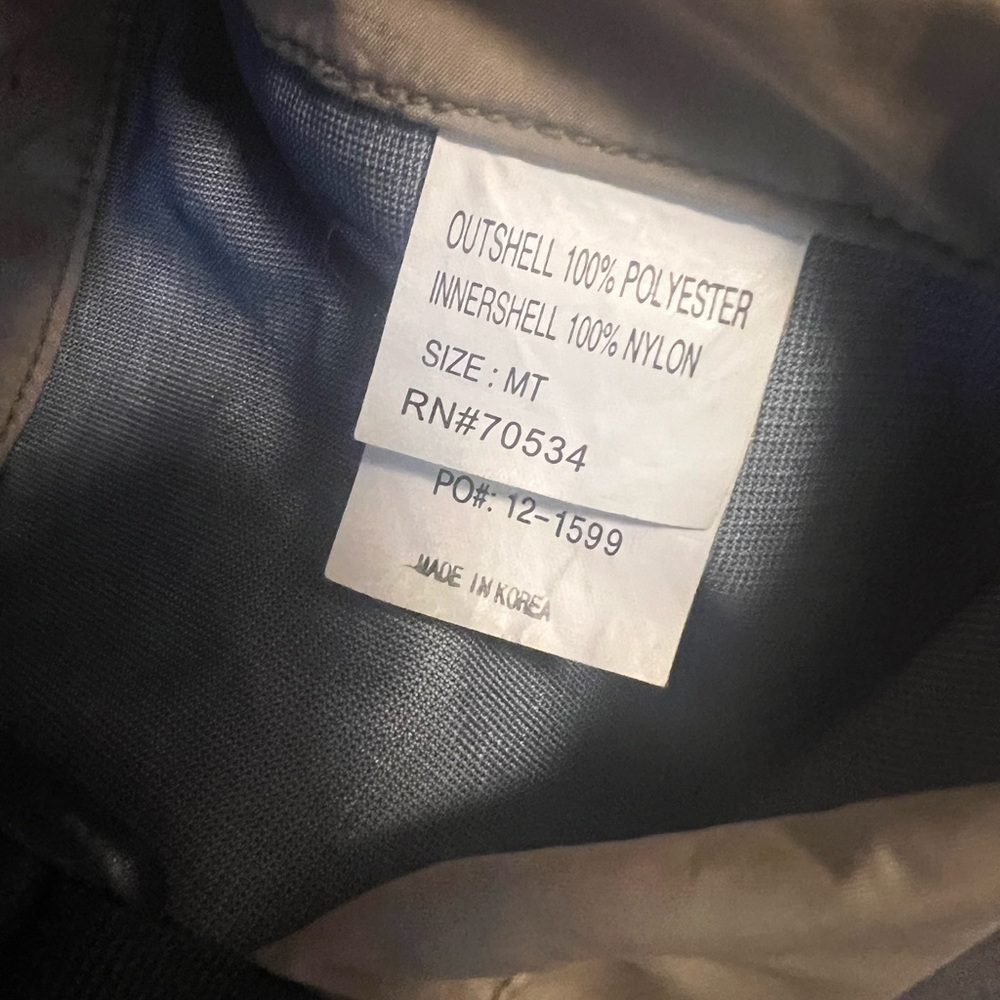 OUTSHELL 100% POLYESTER
INNERSHELL 100% NYLON
SIZE : MT
RN#70534
PO#: 12-1599
MADE IN KOREA